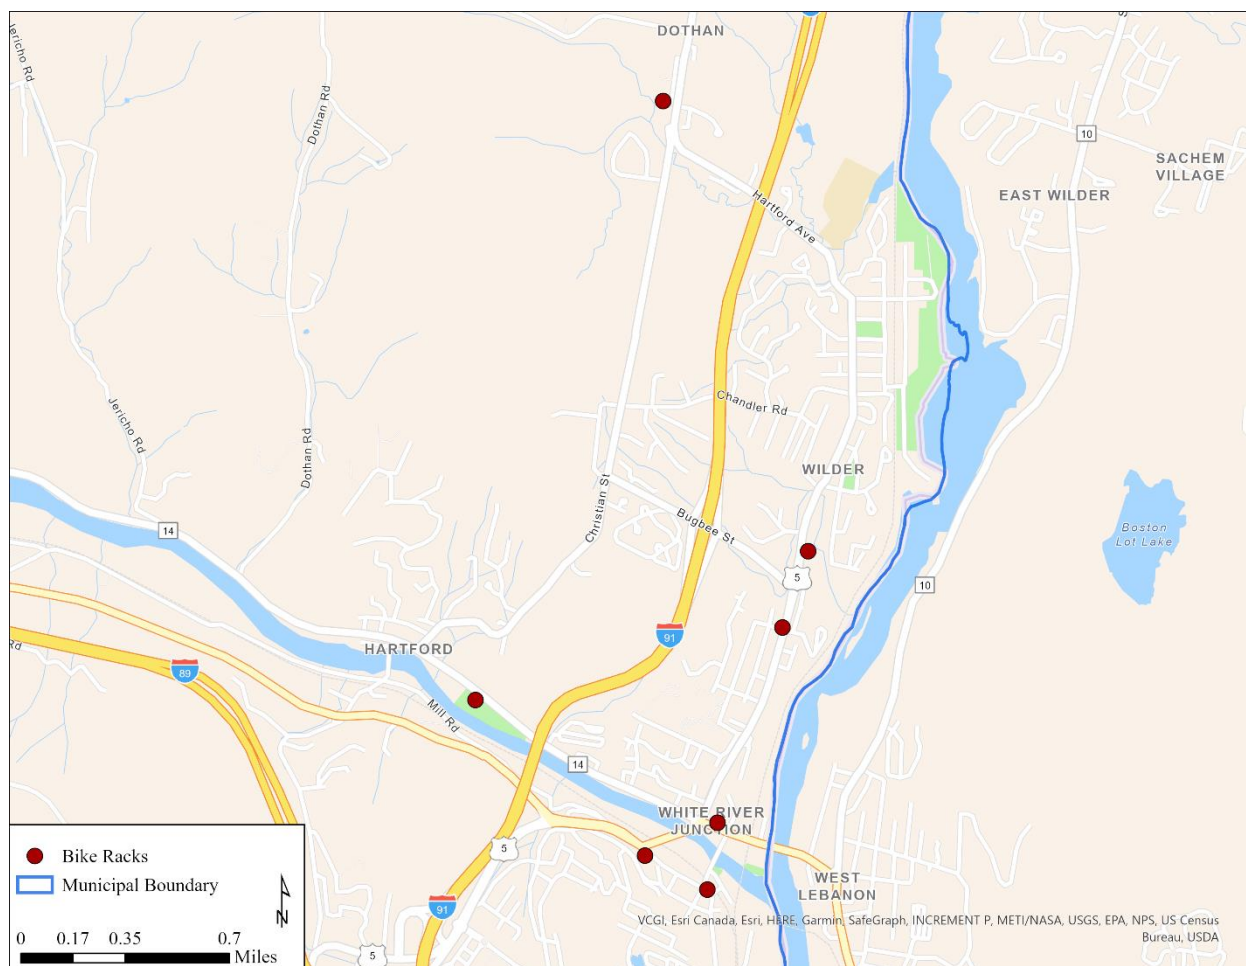 DOTHAN
Jericho Rd
Dothan Rd
10
SACHEM
VILLAGE
EAST WILDER
Hartford Ave
Chandler Rd
Jericho Rd
Dothan Rd
WILDER
Christian St
Bugbee St
14
Boston
Lot Lake
5
10
91
HARTFORD
89
Rd
Mill Rd
14
WHITE RIVER
JUNCTION
5
WEST
LEBANON
91
5
Bike Racks
Municipal Boundary
N
0 0.17 0.35 0.7
Miles
VCGI, Esri Canada, Esri, HERE, Garmin, SafeGraph, INCREMENT P, METI/NASA, USGS, EPA, NPS, US Census
Bureau, USDA